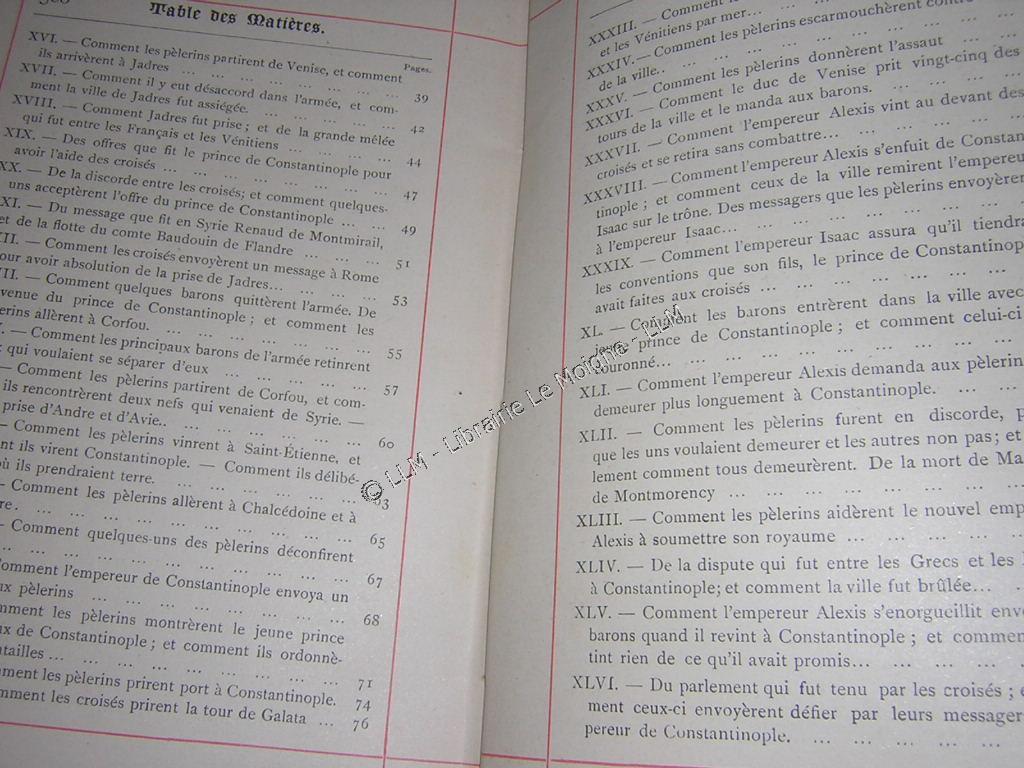 Table des Matières.
Pages.
XVI. — Comment les pèlerins partirent de Venise, et comment
ils arrivèrent à Jadres ... ... ... ... ... ... ... 39
XVII. — Comment il y eut désaccord dans l'armée, et com-
ment la ville de Jadres fut assiégée. ... ... ... ... 42
XVIII. — Comment Jadres fut prise ; et de la grande mêlée
qui fut entre les Français et les Vénitiens ... ... ... ... 44
XIX. — Des offres que fit le prince de Constantinople pour
avoir l'aide des croisés ... ... ... ... ... ... ... 47
XX. — De la discorde entre les croisés; et comment quelques-
uns acceptèrent l'offre du prince de Constantinople ... ... 49
XI. — Du message que fit en Syrie Renaud de Montmirail,
et de la flotte du comte Baudouin de Flandre ... ... ... 51
II. — Comment les croisés envoyèrent un message à Rome
our avoir absolution de la prise de Jadres... ... ... ... 53
III. — Comment quelques barons quittèrent l'armée. De
venue du prince de Constantinople ; et comment les
erins allèrent à Corfou. ... ... ... ... ... ... ... 55
. — Comment les principaux barons de l'armée retinrent
qui voulaient se séparer d'eux ... ... ... ... ... 57
— Comment les pèlerins partirent de Corfou, et com-
ils rencontrèrent deux nefs qui venaient de Syrie. —
prise d'Andre et d'Avie.. ... ... ... ... ... ... 60
- Comment les pèlerins vinrent à Saint-Étienne, et
nt ils virent Constantinople. — Comment ils délibé-
où ils prendraient terre. ... ... ... ... ... ... 63
- Comment les pèlerins allèrent à Chalcédoine et à
re. ... ... ... ... ... ... ... ... ... 65
- Comment quelques-uns des pèlerins déconfirent
... ... ... ... ... ... ... ... ... 67
omment l'empereur de Constantinople envoya un
ux pèlerins ... ... ... ... ... ... ... ... 68
mment les pèlerins montrèrent le jeune prince
ux de Constantinople ; et comment ils ordonnè-
atailles ... ... ... ... ... ... ... ... 71
mment les pèlerins prirent port à Constantinople. 74
mment les croisés prirent la tour de Galata ... 76
XXXIII. — Comment
et les Vénitiens par mer... ... ...
XXXIV. — Comment les pèlerins escarmouchèrent contre
de la ville.. ... ... ... ... ...
XXXV. — Comment les pèlerins donnèrent l'assaut ... ...
XXXVI. — Comment le duc de Venise prit vingt-cinq des
tours de la ville et le manda aux barons. ... ...
XXXVII. — Comment l'empereur Alexis vint au devant des
croisés et se retira sans combattre... ... ... ...
XXXVIII. — Comment l'empereur Alexis s'enfuit de Constan
tinople ; et comment ceux de la ville remirent l'empereu
Isaac sur le trône. Des messagers que les pèlerins envoyèren
à l'empereur Isaac... ... ... ... ... ... ...
XXXIX. — Comment l'empereur Isaac assura qu'il tiendra
les conventions que son fils, le prince de Constantinop
avait faites aux croisés ... ... ... ... ... ...
XL. — Comment les barons entrèrent dans la ville avec
jeune prince de Constantinople ; et comment celui-ci
couronné... ... ... ... ... ... ... ...
XLI. — Comment l'empereur Alexis demanda aux pèlerin
demeurer plus longuement à Constantinople. ... ...
XLII. — Comment les pèlerins furent en discorde, p
que les uns voulaient demeurer et les autres non pas; et
lement comment tous demeurèrent. De la mort de Ma
de Montmorency ... ... ... ... ... ... ...
XLIII. — Comment les pèlerins aidèrent le nouvel emp
Alexis à soumettre son royaume ... ... ... ... ...
XLIV. — De la dispute qui fut entre les Grecs et les
à Constantinople; et comment la ville fut brûlée... ...
XLV. — Comment l'empereur Alexis s'enorgueillit enve
barons quand il revint à Constantinople ; et commen
tint rien de ce qu'il avait promis... ... ... ... ...
XLVI. — Du parlement qui fut tenu par les croisés ; e
ment ceux-ci envoyèrent défier par leurs messager
pereur de Constantinople. ... ... ... ... ...
© LLM - Librairie Le Moigne - LLM